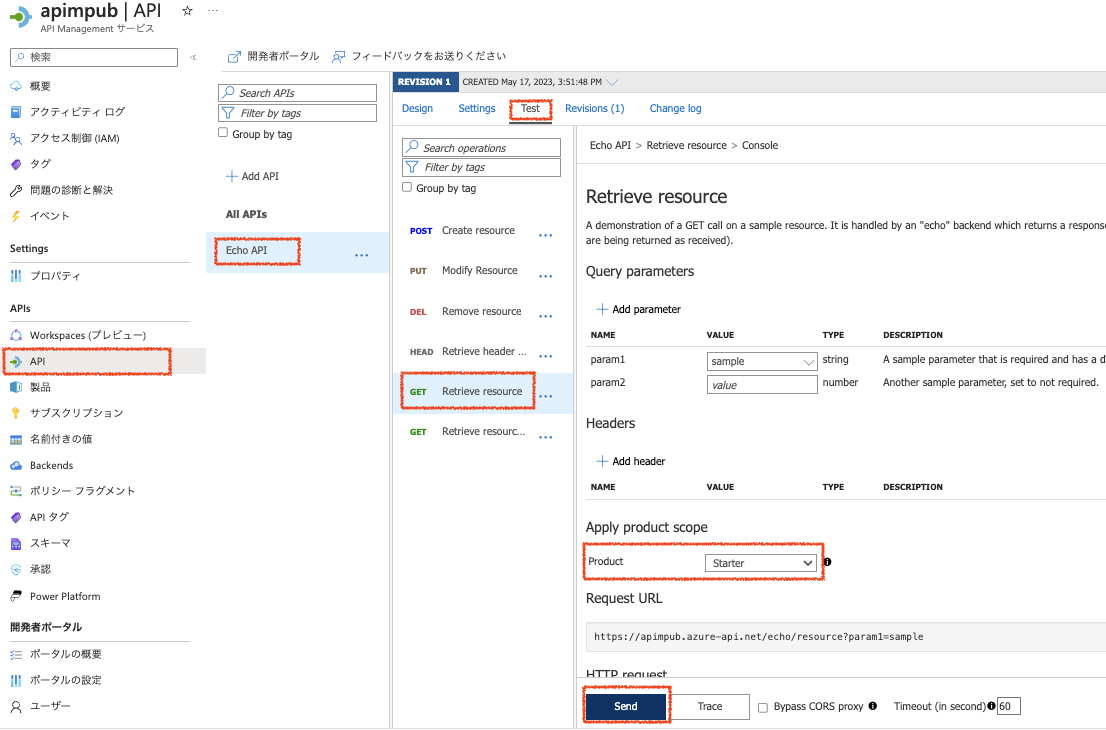 apimpub | API
API Management サービス
検索
概要
アクティビティ ログ
アクセス制御 (IAM)
タグ
問題の診断と解決
イベント
Settings
プロパティ
APIs
Workspaces (プレビュー)
API
製品
サブスクリプション
名前付きの値
Backends
ポリシー フラグメント
API タグ
スキーマ
承認
Power Platform
開発者ポータル
ポータルの概要
ポータルの設定
ユーザー
開発者ポータル
フィードバックをお送りください
Search APIs
Filter by tags
Group by tag
Add API
All APIs
Echo API
REVISION 1
CREATED May 17, 2023, 3:51:48 PM
Design
Settings
Test
Revisions (1)
Change log
Search operations
Filter by tags
Group by tag
POST Create resource
PUT Modify Resource
DEL Remove resource
HEAD Retrieve header ...
GET Retrieve resource
GET Retrieve resourc...
Echo API > Retrieve resource > Console
Retrieve resource
A demonstration of a GET call on a sample resource. It is handled by an "echo" backend which returns a response
are being returned as received).
Query parameters
Add parameter
NAME VALUE TYPE DESCRIPTION
param1 sample string A sample parameter that is required and has a d
param2 value number Another sample parameter, set to not required.
Headers
Add header
NAME VALUE TYPE DESCRIPTION
Apply product scope
Product Starter
Request URL
https://apimpub.azure-api.net/echo/resource?param1=sample
HTTP request
Send
Trace
Bypass CORS proxy
Timeout (in second) 60